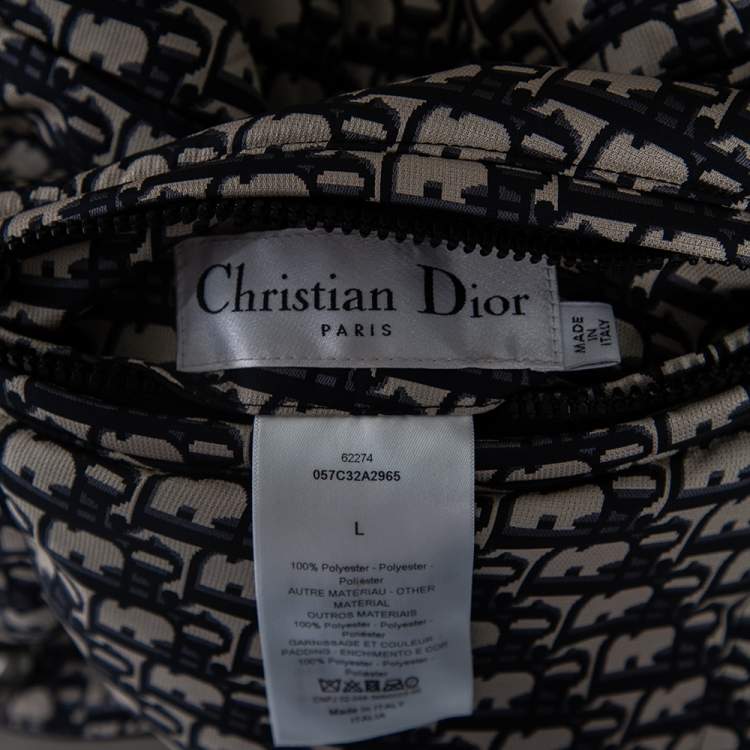 Christian Dior
PARIS
MADE
IN
ITALY
62274
057C32A2965
L
100% Polyester - Polyester -
Poliéster
AUTRE MATERIAU - OTHER
MATERIAL
OUTROS MATERIAIS
100% Polyester - Polyester -
Poliéster
GARNISSAGE ET COULEUR -
PADDING - ENCHIMENTO E COR
100% Polyester - Polyester -
Poliéster
Made in ITALY
ITALIA